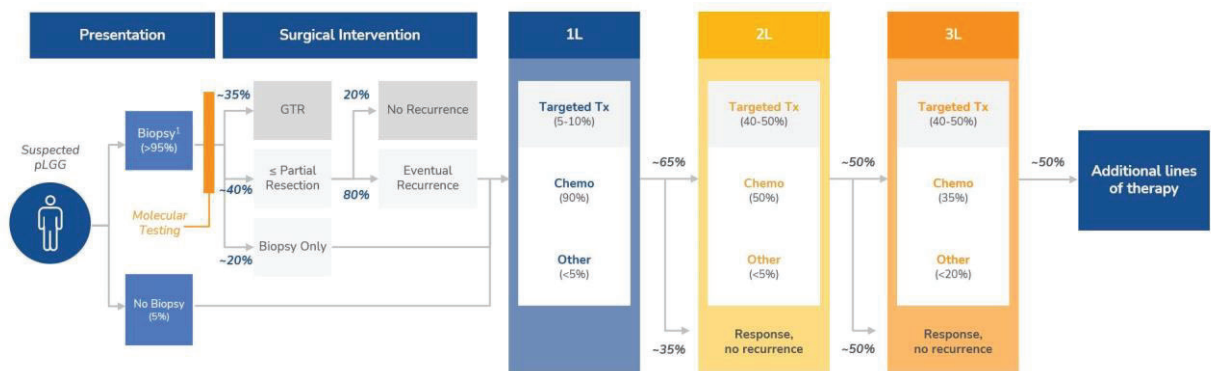 Presentation
Surgical Intervention
1L
2L
3L
Suspected
pLGG
Biopsy1
(>95%)
Molecular
Testing
No Biopsy
(5%)
~35%
~40%
~20%
GTR
≤ Partial
Resection
Biopsy Only
20%
80%
No Recurrence
Eventual
Recurrence
Targeted Tx
(5-10%)
Chemo
(90%)
Other
(<5%)
~65%
~35%
Targeted Tx
(40-50%)
Chemo
(50%)
Other
(<5%)
Response,
no recurrence
~50%
~50%
Targeted Tx
(40-50%)
Chemo
(35%)
Other
(<20%)
Response,
no recurrence
~50%
Additional lines
of therapy